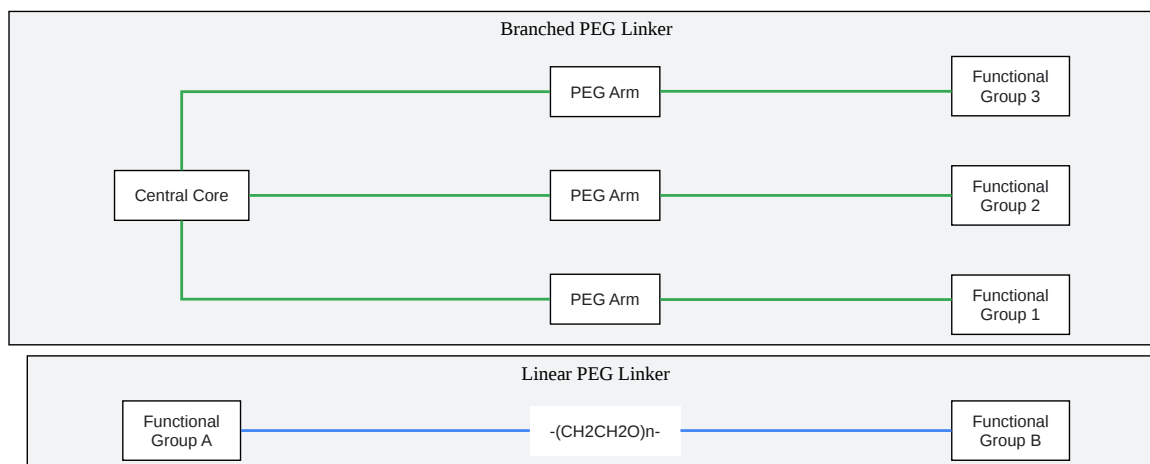 Branched PEG Linker
PEG Arm
Functional
Group 3
Central Core
PEG Arm
Functional
Group 2
PEG Arm
Functional
Group 1
Linear PEG Linker
Functional
Group A
-(CH2CH2O)n-
Functional
Group B